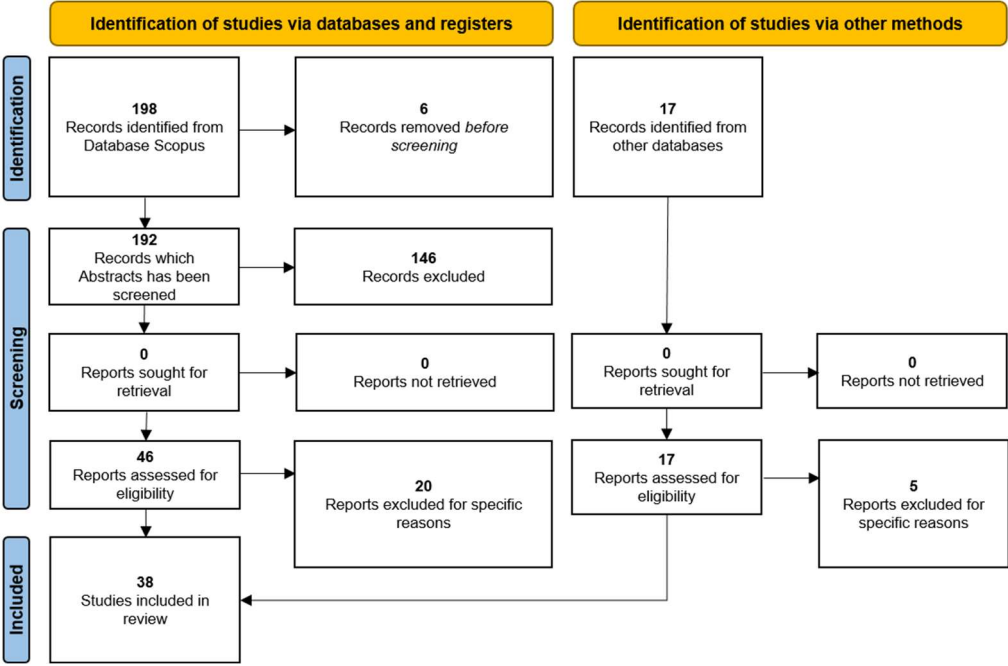 Identification of studies via databases and registers
Identification of studies via other methods
Identification
198
Records identified from
Database Scopus
6
Records removed before
screening
17
Records identified from
other databases
Screening
192
Records which
Abstracts has been
screened
146
Records excluded
0
Reports sought for
retrieval
0
Reports not retrieved
0
Reports sought for
retrieval
0
Reports not retrieved
46
Reports assessed for
eligibility
20
Reports excluded for specific
reasons
17
Reports assessed for
eligibility
5
Reports excluded for
specific reasons
Included
38
Studies included in
review